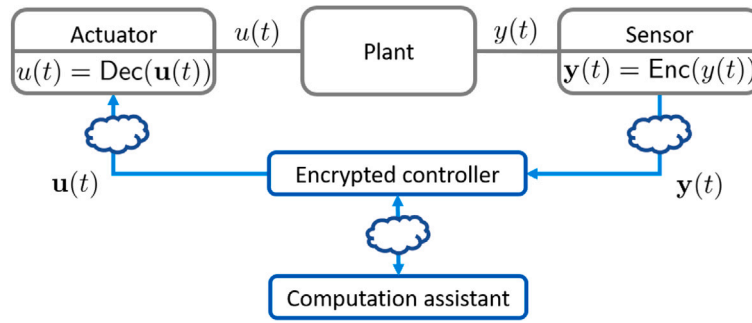 Actuator
u(t) = Dec(𝐮(t))
u(t)
Plant
y(t)
Sensor
𝐲(t) = Enc(y(t))
𝐮(t)
Encrypted controller
𝐲(t)
Computation assistant